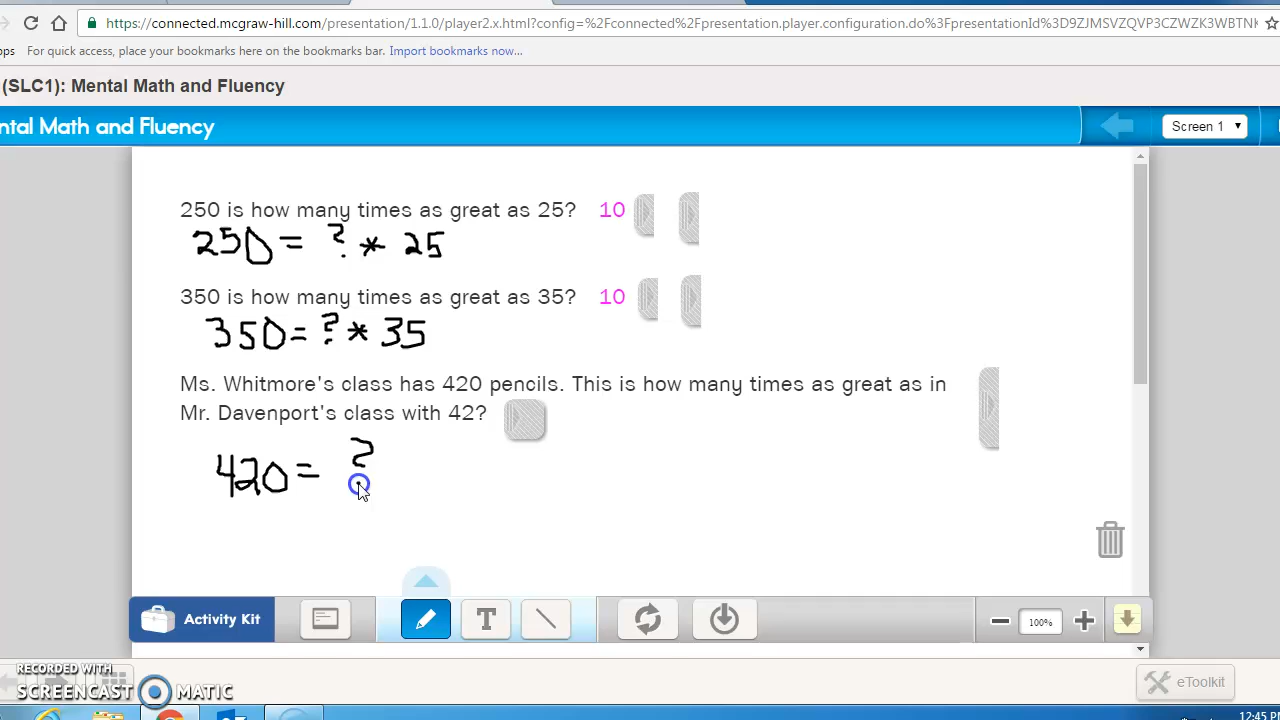 https://connected.mcgraw-hill.com/presentation/1.1.0/player2.x.html?config=%2Fconnected%2Fpresentation.player.configuration.do%3FpresentationId%3D9ZJMSVZQVP3CZWZK3WBTNK
pps For quick access, place your bookmarks here on the bookmarks bar. Import bookmarks now...
(SLC1): Mental Math and Fluency
ntal Math and Fluency
Screen 1
250 is how many times as great as 25? 10
250 = ? * 25
350 is how many times as great as 35? 10
350 = ? * 35
Ms. Whitmore's class has 420 pencils. This is how many times as great as in
Mr. Davenport's class with 42?
420 = ?
Activity Kit
T
100%
RECORDED WITH
SCREENCAST MATIC
eToolkit
12:45 PM